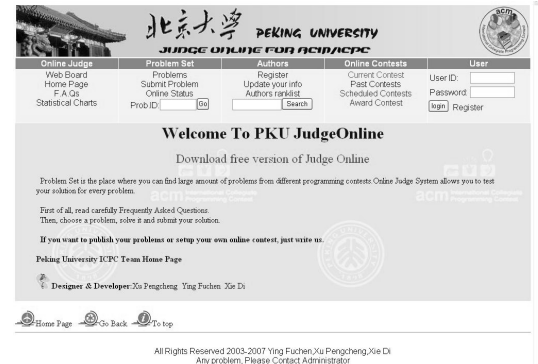 北京大学 PEKING UNIVERSITY
JUDGE ONLINE FOR ACM/ICPC
acm
Online Judge Problem Set Authors Online Contests User
Web Board Problems Register Current Contest User ID:
Home Page Submit Problem Update your info Past Contests
F.A.Qs Online Status Authors ranklist Scheduled Contests Password:
Statistical Charts Prob.ID: Go Search Award Contest login Register
Welcome To PKU JudgeOnline
Download free version of Judge Online
Problem Set is the place where you can find large amount of problems from different programming contests.Online Judge System allows you to test
your solution for every problem.
First of all, read carefully Frequently Asked Questions.
Then, choose a problem, solve it and submit your solution.
If you want to publish your problems or setup your own online contest, just write us.
Peking University ICPC Team Home Page
Designer & Developer:Xu Pengcheng Ying Fuchen Xie Di
Home Page Go Back To top
All Rights Reserved 2003-2007 Ying Fuchen,Xu Pengcheng,Xie Di
Any problem, Please Contact Administrator